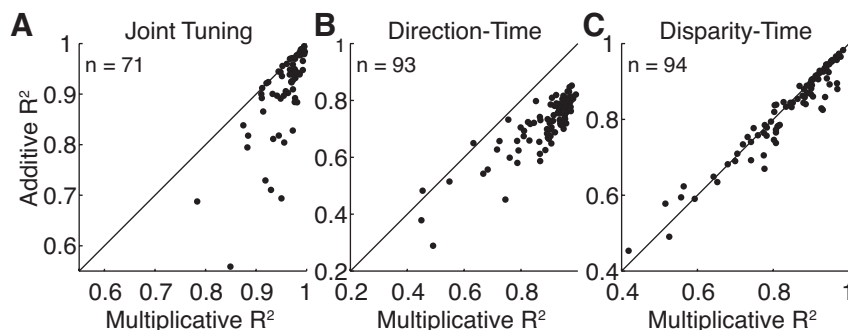 A Joint Tuning
n = 71
Additive R²
1
0.9
0.8
0.7
0.6
0.6 0.7 0.8 0.9 1
Multiplicative R²
B Direction-Time
n = 93
1
0.8
0.6
0.4
0.2
0.2 0.4 0.6 0.8
Multiplicative R²
C Disparity-Time
n = 94
1
0.8
0.6
0.4
0.4 0.6 0.8 1
Multiplicative R²